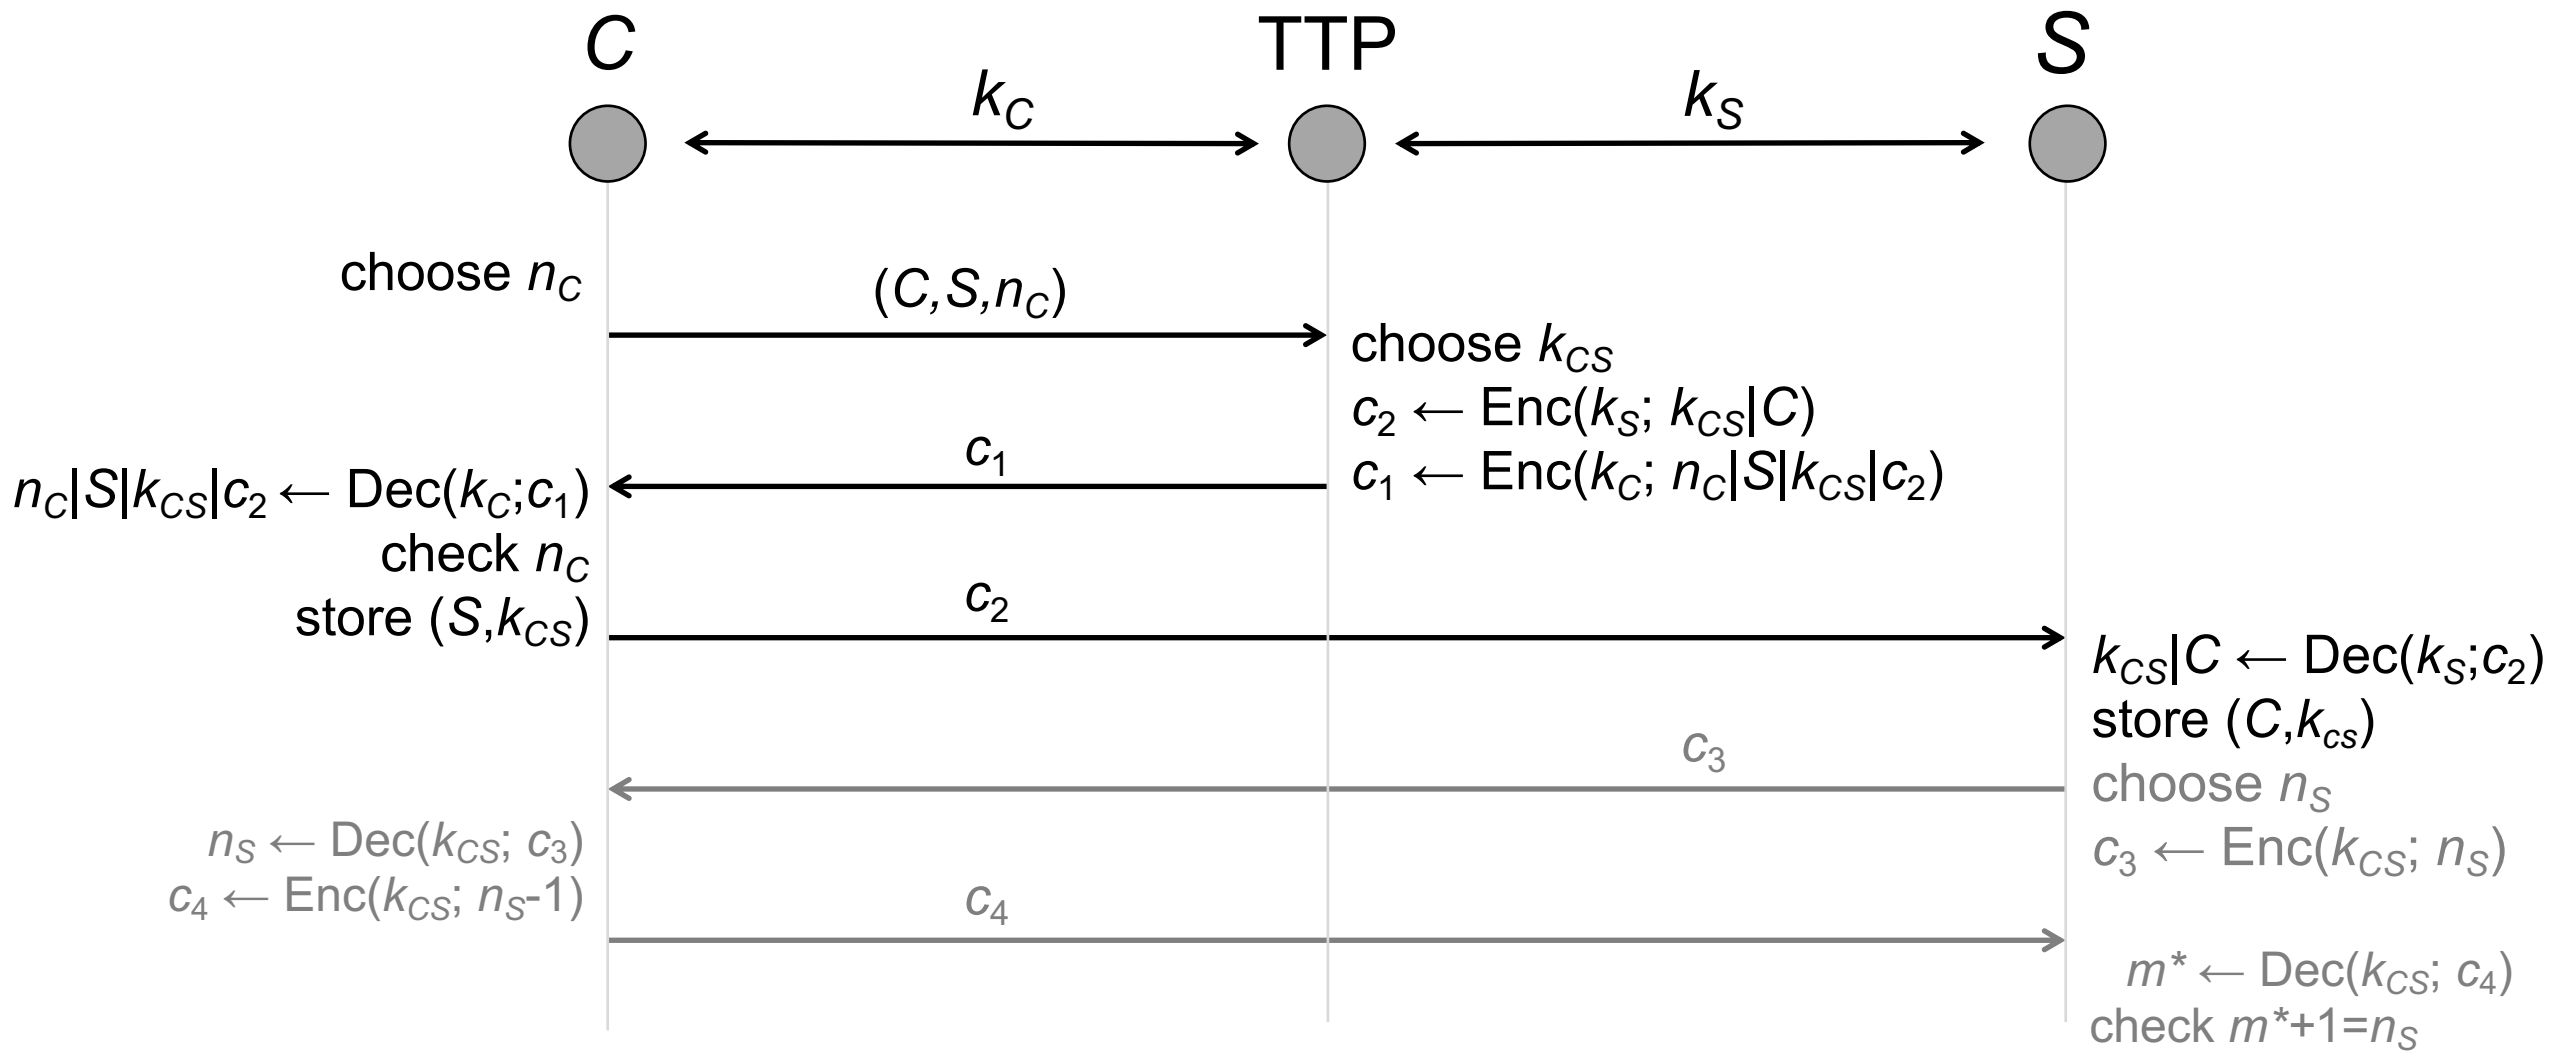 C
TTP
S
k_C
k_S
choose n_C
(C,S,n_C)
choose k_CS
c_2 ← Enc(k_S; k_CS|C)
c_1
c_1 ← Enc(k_C; n_C|S|k_CS|c_2)
n_C|S|k_CS|c_2 ← Dec(k_C;c_1)
check n_C
store (S,k_CS)
c_2
k_CS|C ← Dec(k_S;c_2)
store (C,k_cs)
c_3
choose n_S
c_3 ← Enc(k_CS; n_S)
n_S ← Dec(k_CS; c_3)
c_4 ← Enc(k_CS; n_S-1)
c_4
m* ← Dec(k_CS; c_4)
check m*+1=n_S